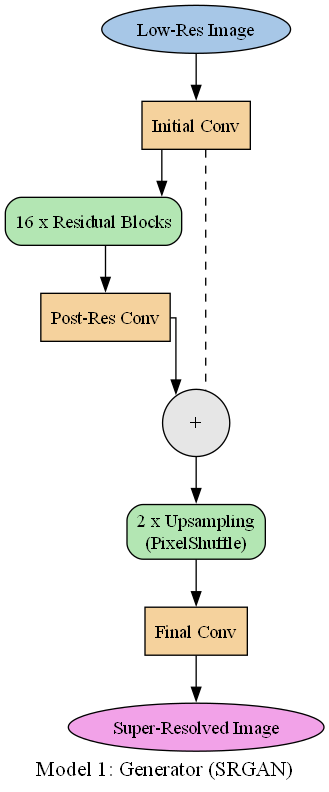 Low-Res Image
Initial Conv
16 x Residual Blocks
Post-Res Conv
+
2 x Upsampling
(PixelShuffle)
Final Conv
Super-Resolved Image
Model 1: Generator (SRGAN)